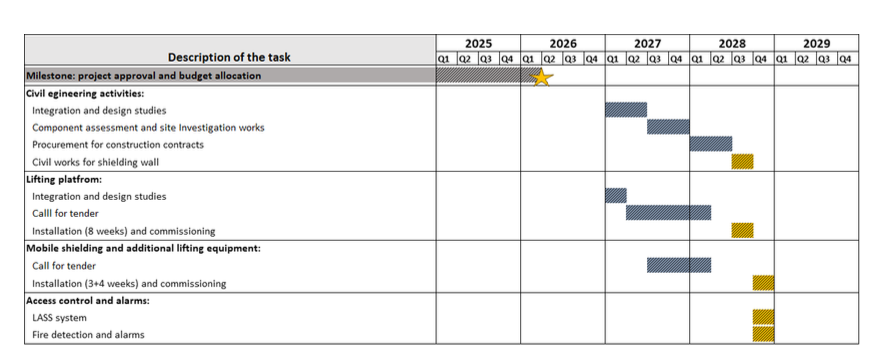 2025 2026 2027 2028 2029
Description of the task
Q1 Q2 Q3 Q4 Q1 Q2 Q3 Q4 Q1 Q2 Q3 Q4 Q1 Q2 Q3 Q4 Q1 Q2 Q3 Q4
Milestone: project approval and budget allocation
Civil egineering activities:
Integration and design studies
Component assessment and site Investigation works
Procurement for construction contracts
Civil works for shielding wall
Lifting platfrom:
Integration and design studies
Calll for tender
Installation (8 weeks) and commissioning
Mobile shielding and additional lifting equipment:
Call for tender
Installation (3+4 weeks) and commissioning
Access control and alarms:
LASS system
Fire detection and alarms